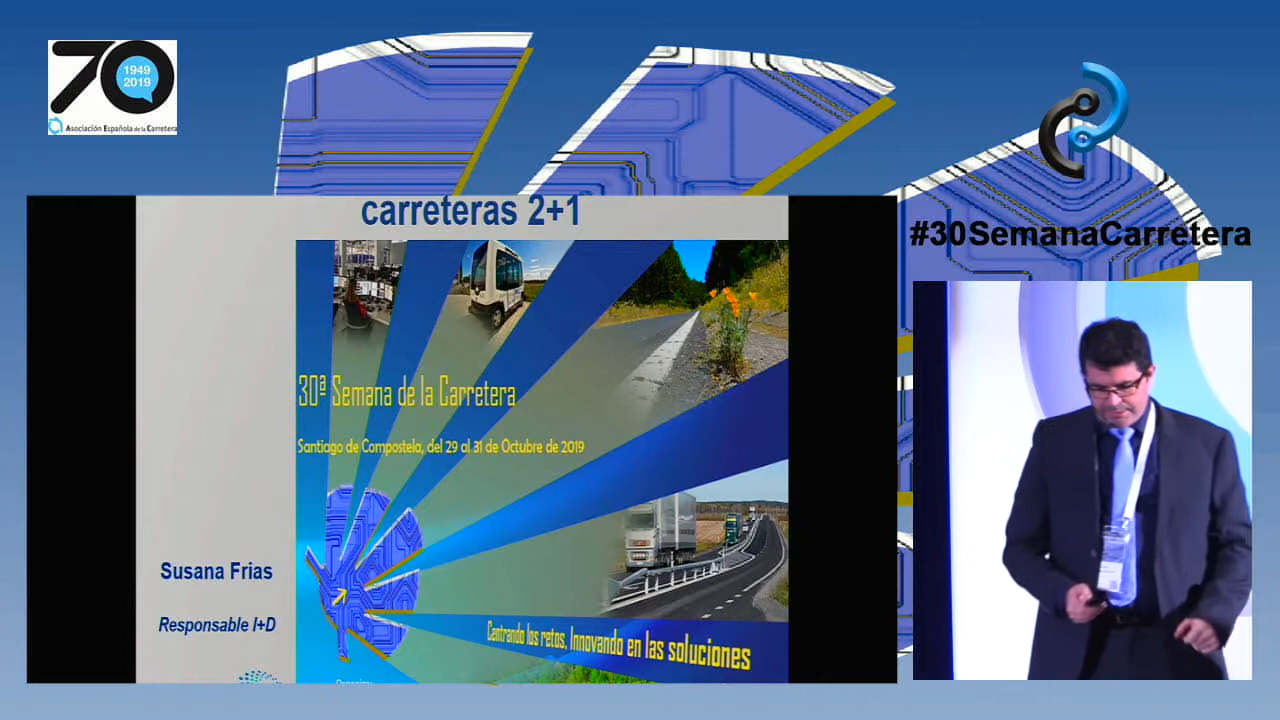 70
1949
2019
Asociación Española de la Carretera
#30SemanaCarretera
carreteras 2+1
30ª Semana de la Carretera
Santiago de Compostela, del 29 al 31 de Octubre de 2019
Susana Frias
Responsable I+D
Centrando los retos, Innovando en las soluciones